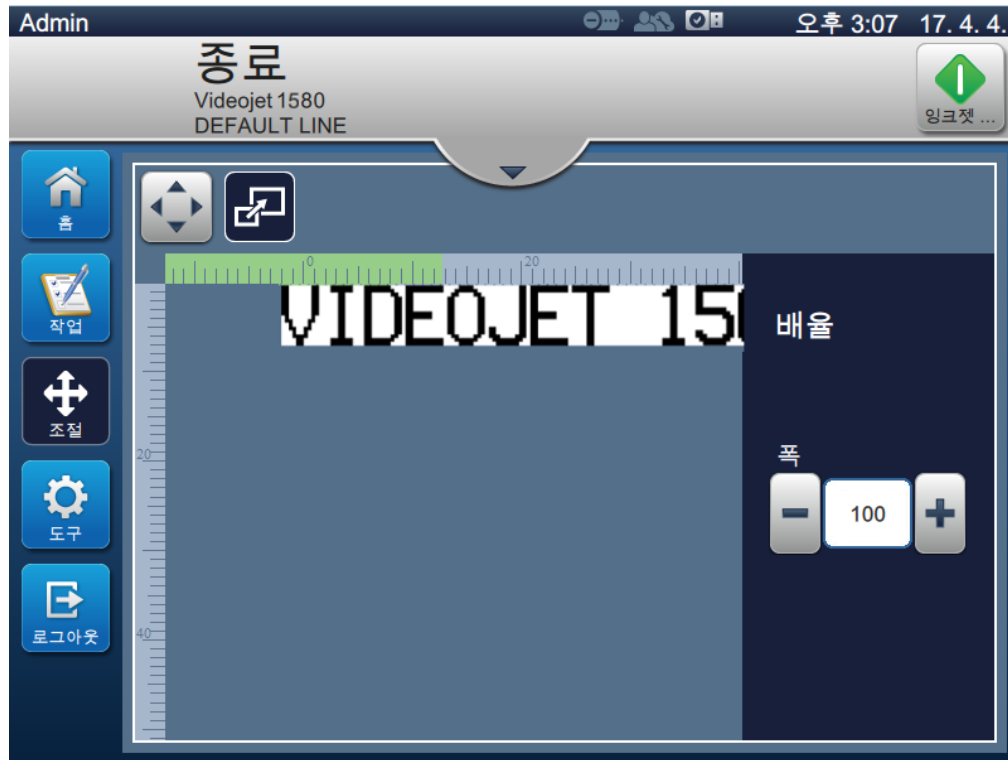 Admin
오후 3:07 17. 4. 4.
종료
Videojet 1580
DEFAULT LINE
잉크젯 ...
홈
작업
조절
도구
로그아웃
0 20
20
40
VIDEOJET 15
배율
폭
100